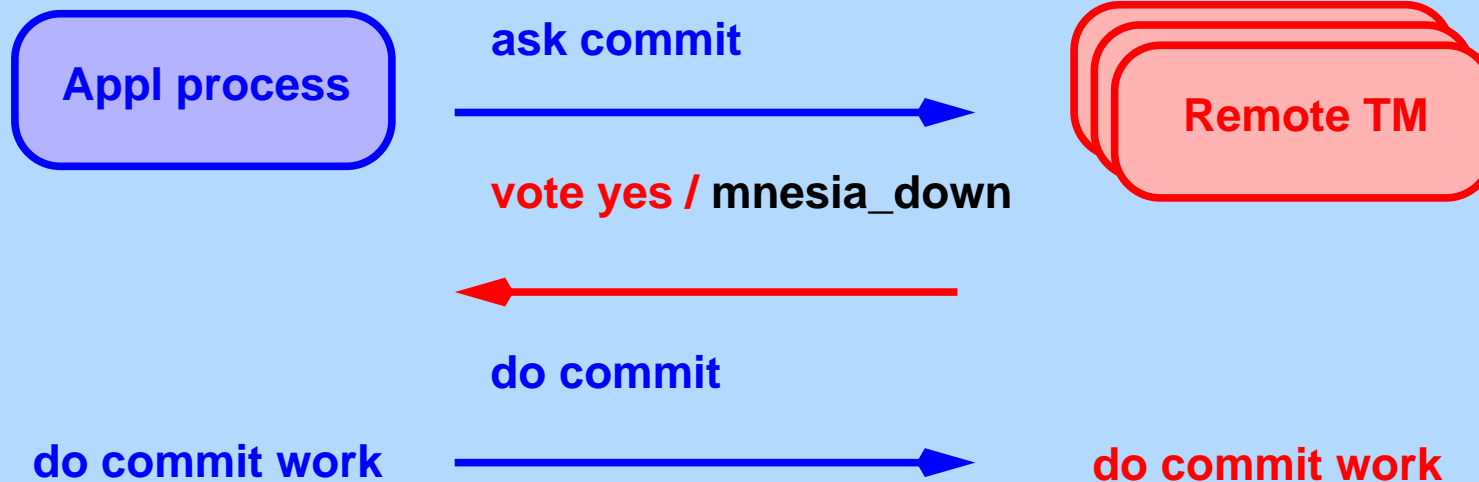 ask commit
Appl process
Remote TM
vote yes / mnesia_down
do commit
do commit work
do commit work